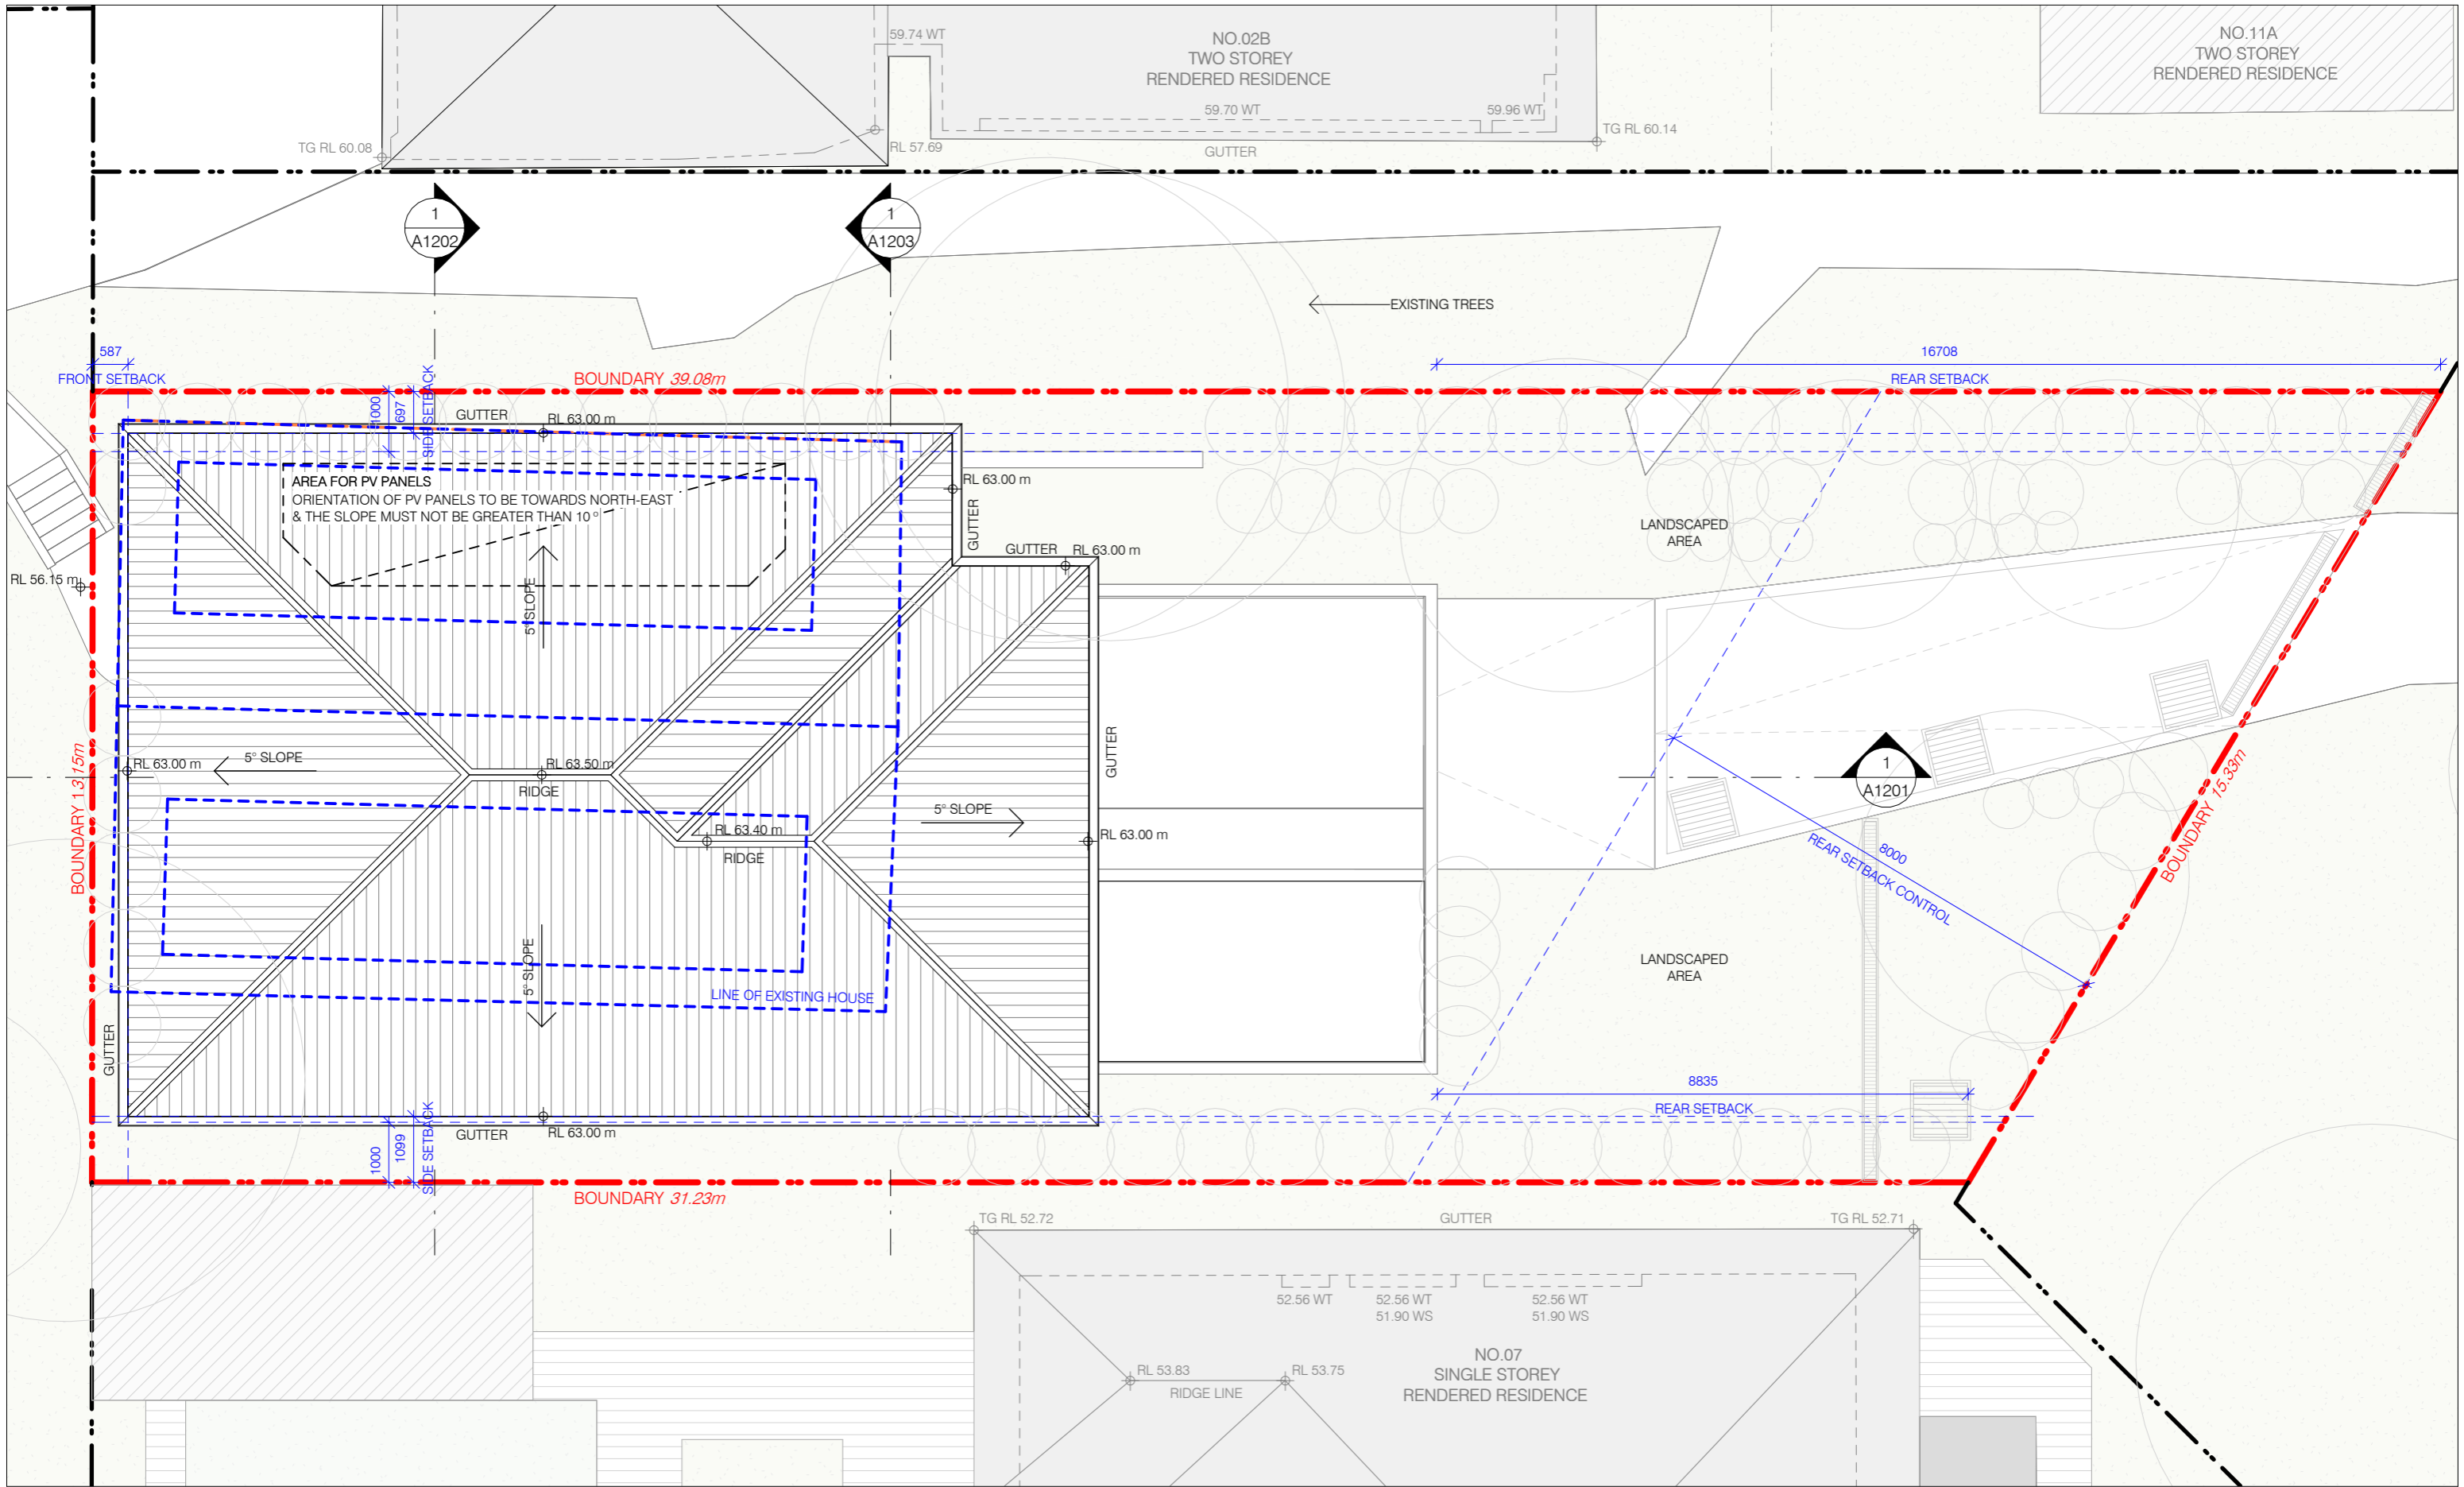 59.74 WT
NO.02B
TWO STOREY
RENDERED RESIDENCE
NO.11A
TWO STOREY
RENDERED RESIDENCE
59.70 WT
59.96 WT
TG RL 60.08
RL 57.69
GUTTER
TG RL 60.14
1
A1202
1
A1203
EXISTING TREES
587
FRONT SETBACK
BOUNDARY 39.08m
16708
REAR SETBACK
1000
697
SIDE SETBACK
GUTTER
RL 63.00 m
AREA FOR PV PANELS
ORIENTATION OF PV PANELS TO BE TOWARDS NORTH-EAST
& THE SLOPE MUST NOT BE GREATER THAN 10 º
RL 63.00 m
GUTTER
GUTTER
RL 63.00 m
LANDSCAPED
AREA
RL 56.15 m
5° SLOPE
BOUNDARY 13.15m
RL 63.00 m
5° SLOPE
RL 63.50 m
RIDGE
GUTTER
5° SLOPE
RL 63.00 m
RL 63.40 m
RIDGE
1
A1201
8000
REAR SETBACK CONTROL
BOUNDARY 15.33m
LANDSCAPED
AREA
5° SLOPE
LINE OF EXISTING HOUSE
GUTTER
8835
REAR SETBACK
GUTTER
RL 63.00 m
1000
1099
SIDE SETBACK
BOUNDARY 31.23m
TG RL 52.72
GUTTER
TG RL 52.71
52.56 WT
52.56 WT
51.90 WS
52.56 WT
51.90 WS
RL 53.83
RL 53.75
RIDGE LINE
NO.07
SINGLE STOREY
RENDERED RESIDENCE